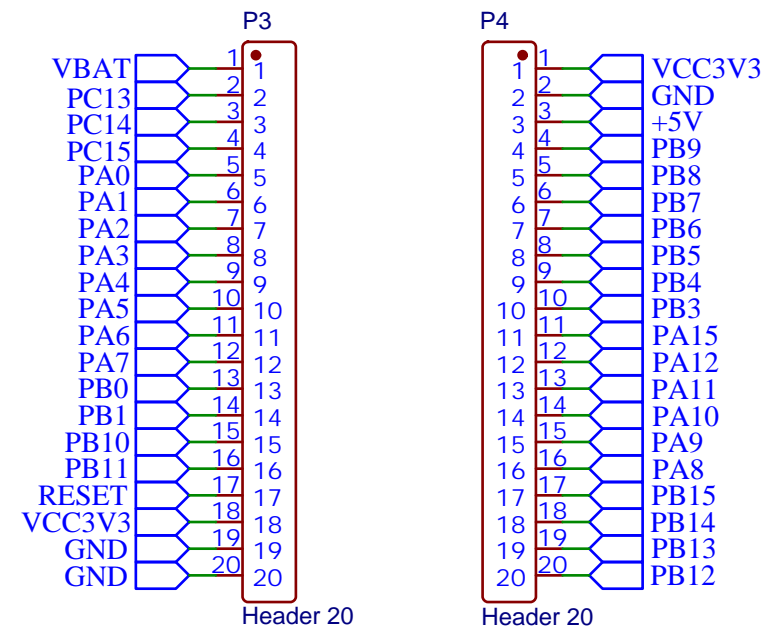 P3
VBAT 1 1
PC13 2 2
PC14 3 3
PC15 4 4
PA0 5 5
PA1 6 6
PA2 7 7
PA3 8 8
PA4 9 9
PA5 10 10
PA6 11 11
PA7 12 12
PB0 13 13
PB1 14 14
PB10 15 15
PB11 16 16
RESET 17 17
VCC3V3 18 18
GND 19 19
GND 20 20
Header 20
P4
1 1 VCC3V3
2 2 GND
3 3 +5V
4 4 PB9
5 5 PB8
6 6 PB7
7 7 PB6
8 8 PB5
9 9 PB4
10 10 PB3
11 11 PA15
12 12 PA12
13 13 PA11
14 14 PA10
15 15 PA9
16 16 PA8
17 17 PB15
18 18 PB14
19 19 PB13
20 20 PB12
Header 20